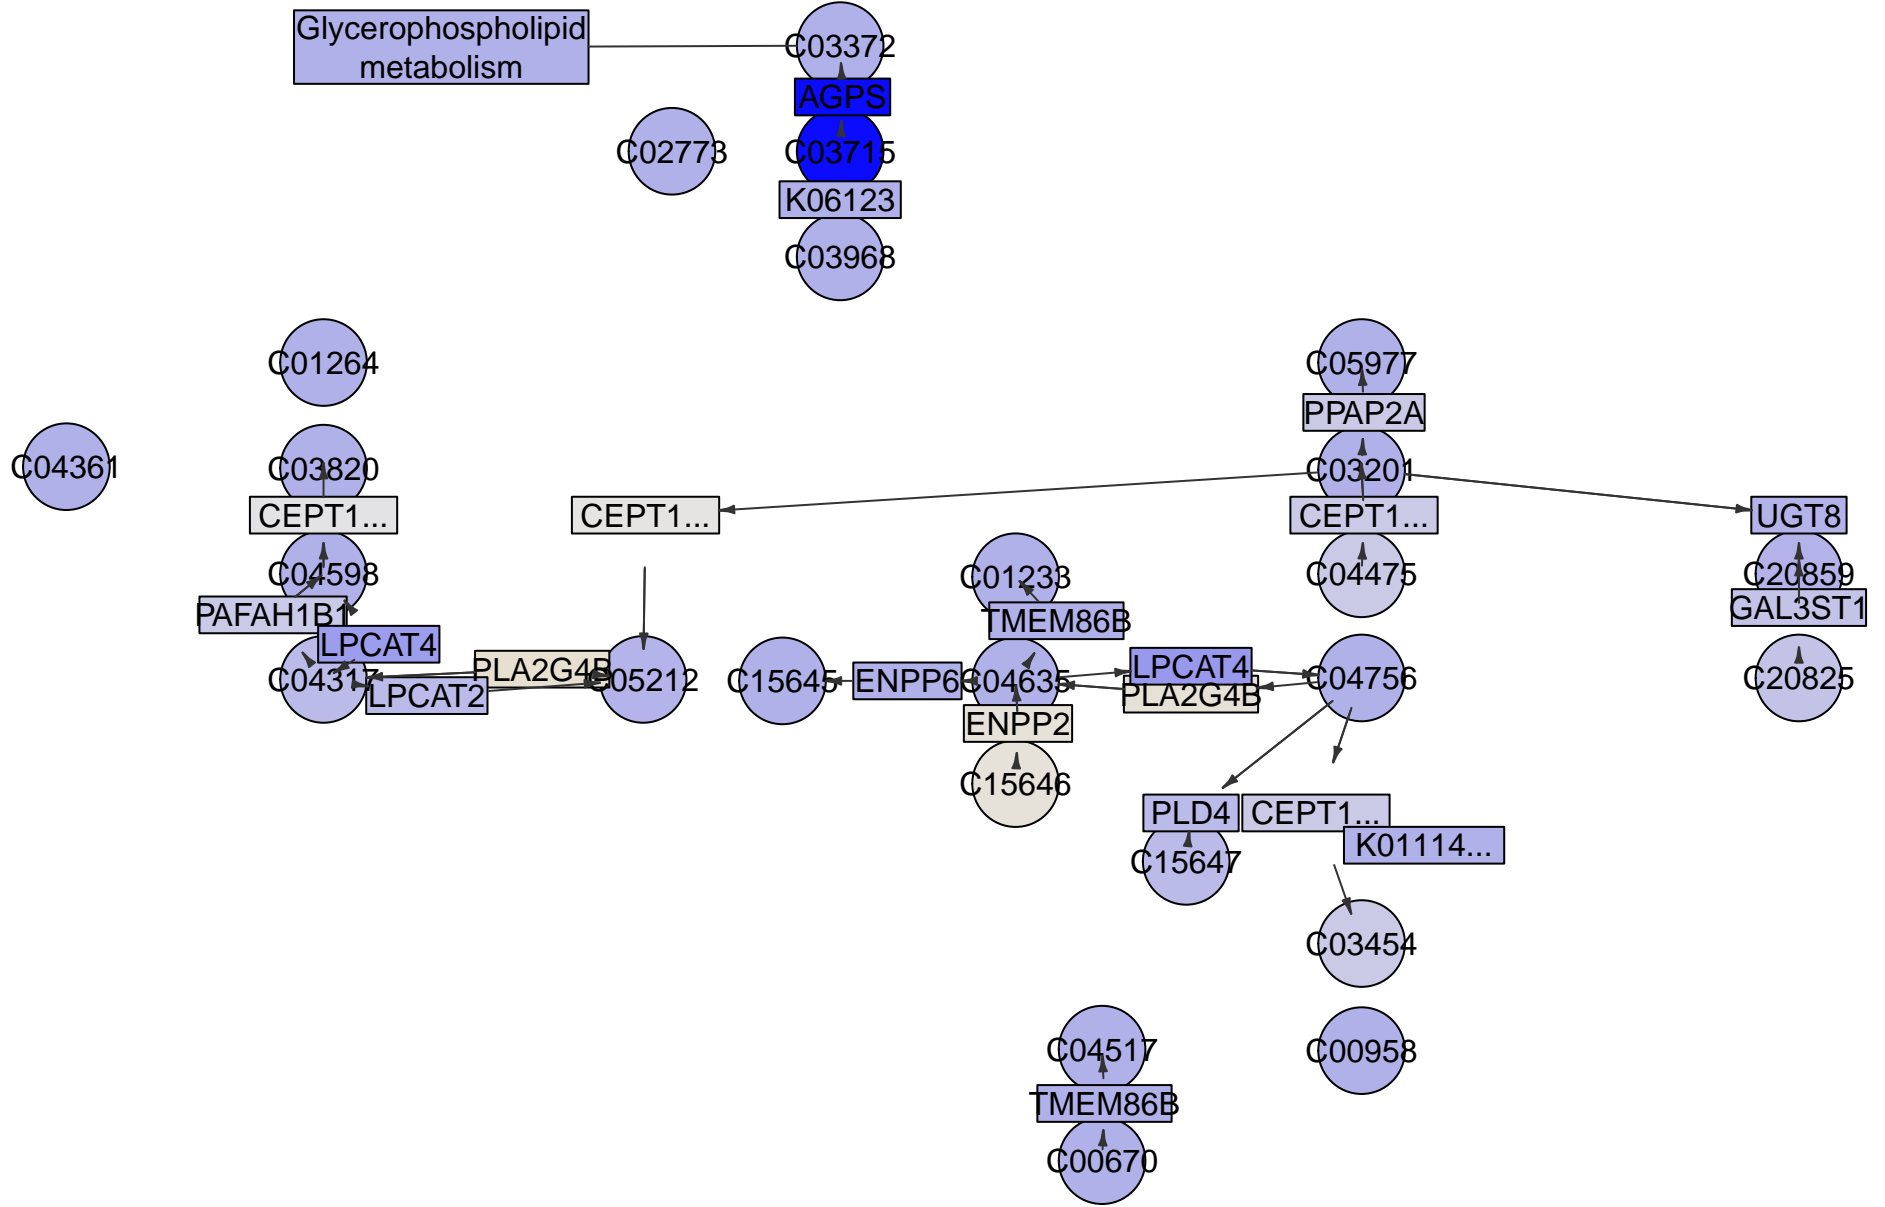 Glycerophospholipid
metabolism
C03372
AGPS
C02773
C03715
K06123
C03968
C01264
C05977
PPAP2A
C04361
C03820
C03201
CEPT1...
CEPT1...
CEPT1...
UGT8
C04598
C01233
C04475
C20859
PAFAH1B1
TMEM86B
GAL3ST1
LPCAT4
PLA2G4B
LPCAT4
C04317
LPCAT2
C05212
C15645
ENPP6
C04635
PLA2G4B
C04756
C20825
ENPP2
C15646
PLD4
CEPT1...
K01114...
C15647
C03454
C04517
C00958
TMEM86B
C00670